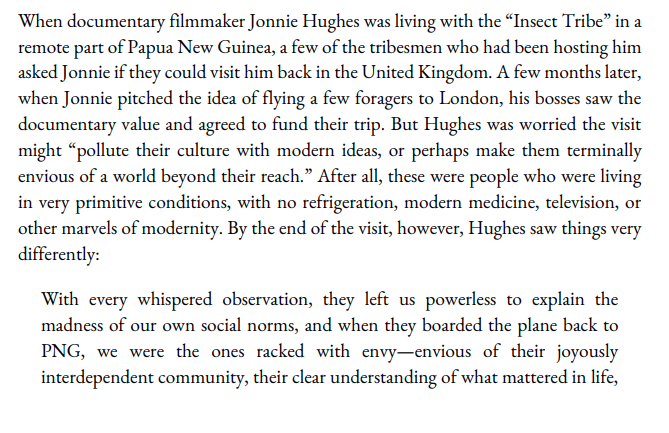 When documentary filmmaker Jonnie Hughes was living with the “Insect Tribe” in a
remote part of Papua New Guinea, a few of the tribesmen who had been hosting him
asked Jonnie if they could visit him back in the United Kingdom. A few months later,
when Jonnie pitched the idea of flying a few foragers to London, his bosses saw the
documentary value and agreed to fund their trip. But Hughes was worried the visit
might “pollute their culture with modern ideas, or perhaps make them terminally
envious of a world beyond their reach.” After all, these were people who were living
in very primitive conditions, with no refrigeration, modern medicine, television, or
other marvels of modernity. By the end of the visit, however, Hughes saw things very
differently:
With every whispered observation, they left us powerless to explain the
madness of our own social norms, and when they boarded the plane back to
PNG, we were the ones racked with envy—envious of their joyously
interdependent community, their clear understanding of what mattered in life,